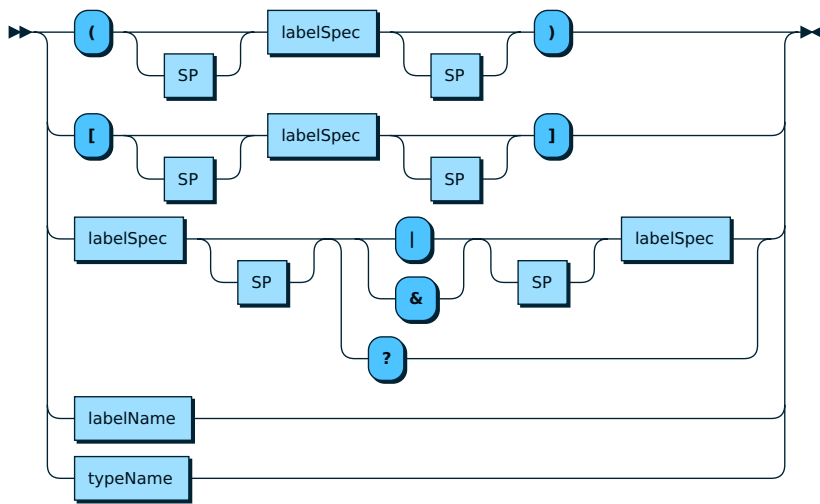 ( labelSpec )
SP SP
[ labelSpec ]
SP SP
labelSpec | labelSpec
SP & SP
?
labelName
typeName